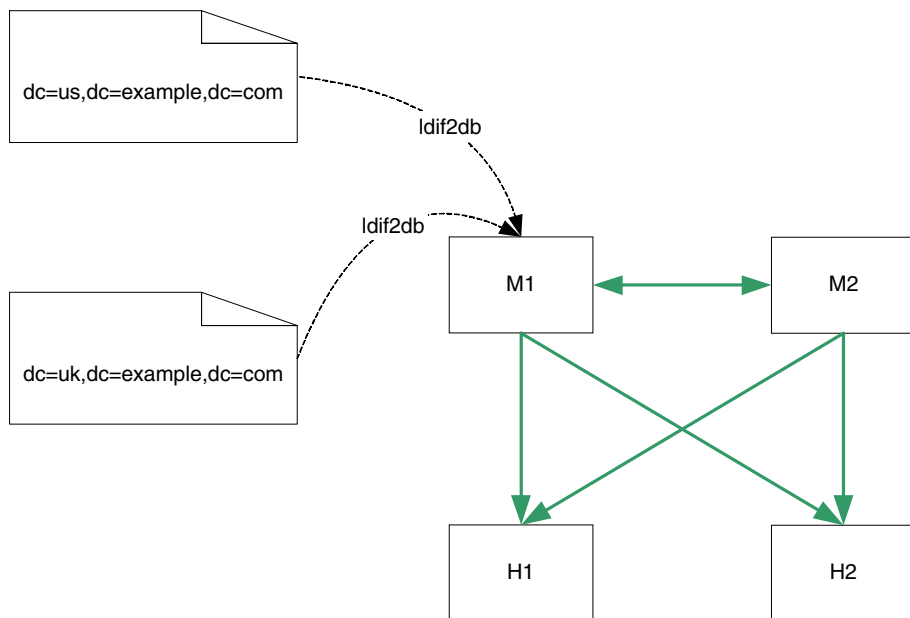 dc=us,dc=example,dc=com
ldif2db
ldif2db
dc=uk,dc=example,dc=com
M1
M2
H1
H2